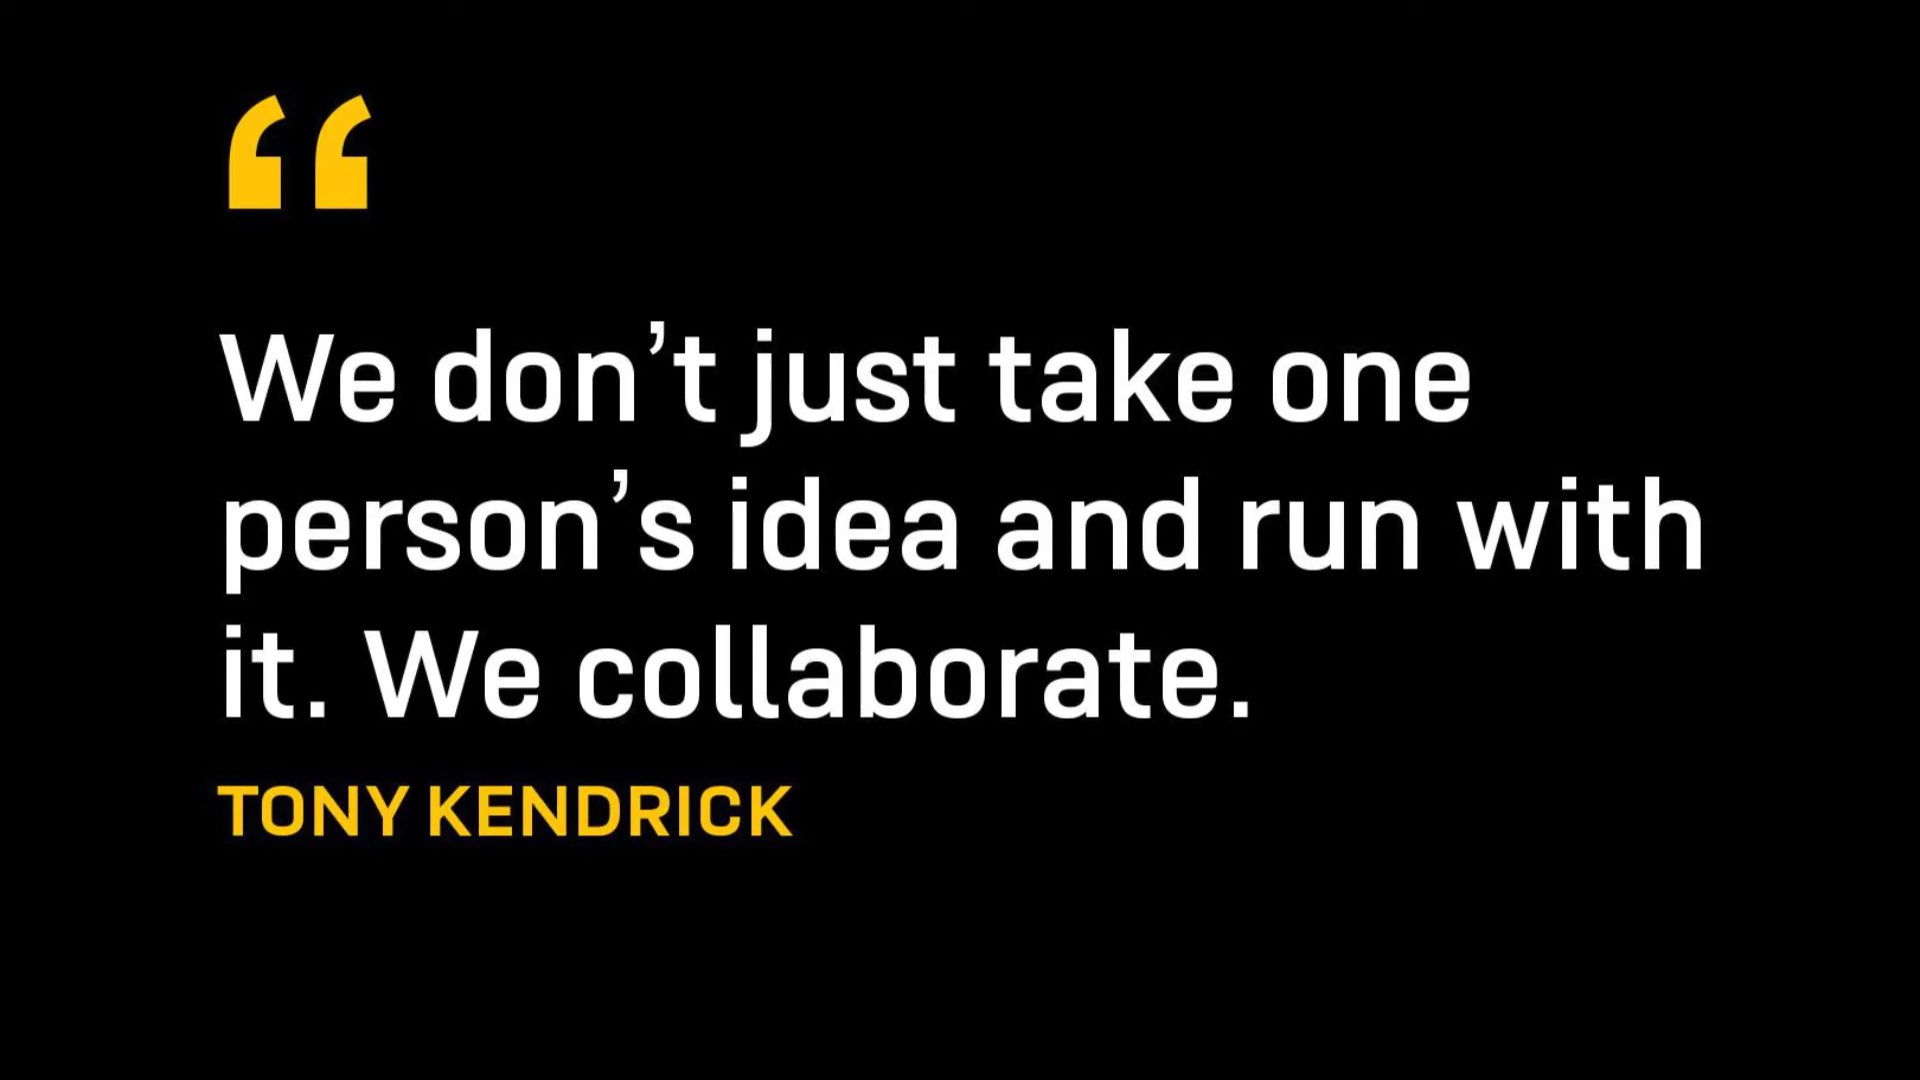 “
We don’t just take one
person’s idea and run with
it. We collaborate.
TONY KENDRICK